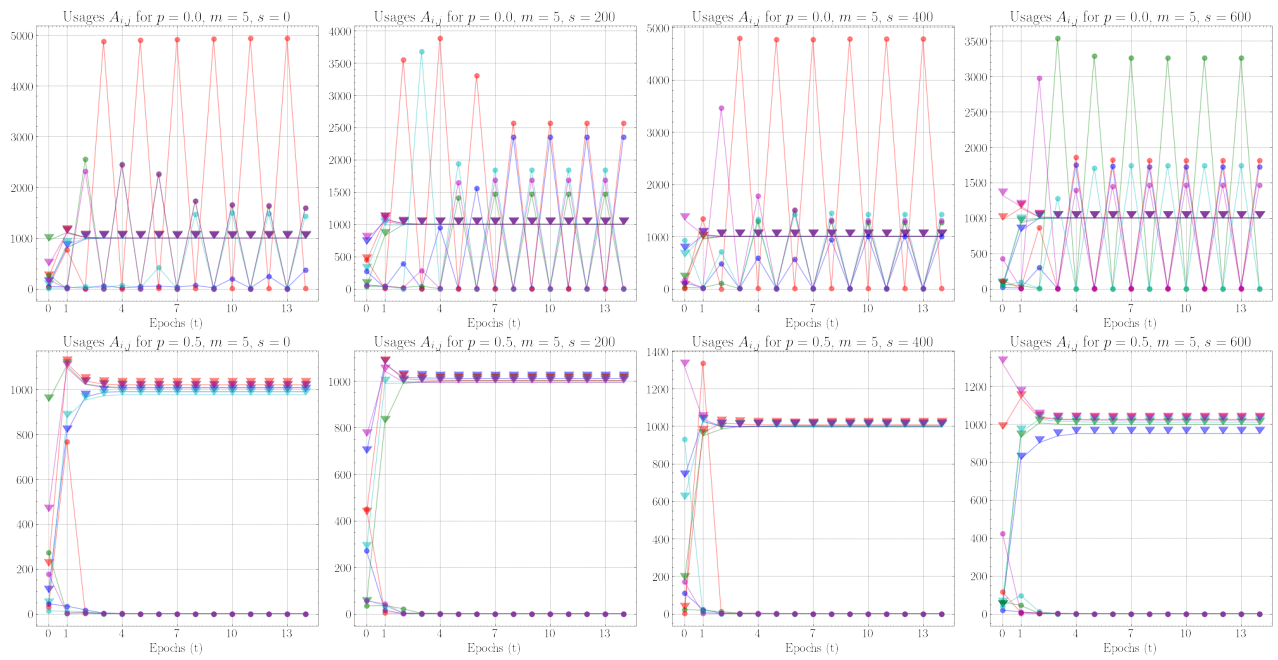 Usages A_{i,j} for p = 0.0, m = 5, s = 0
5000
4000
3000
2000
1000
0
0 1 4 7 10 13
Epochs (t)
Usages A_{i,j} for p = 0.0, m = 5, s = 200
4000
3500
3000
2500
2000
1500
1000
500
0
0 1 4 7 10 13
Epochs (t)
Usages A_{i,j} for p = 0.0, m = 5, s = 400
5000
4000
3000
2000
1000
0
0 1 4 7 10 13
Epochs (t)
Usages A_{i,j} for p = 0.0, m = 5, s = 600
3500
3000
2500
2000
1500
1000
500
0
0 1 4 7 10 13
Epochs (t)
Usages A_{i,j} for p = 0.5, m = 5, s = 0
1000
800
600
400
200
0
0 1 4 7 10 13
Epochs (t)
Usages A_{i,j} for p = 0.5, m = 5, s = 200
1000
800
600
400
200
0
0 1 4 7 10 13
Epochs (t)
Usages A_{i,j} for p = 0.5, m = 5, s = 400
1400
1200
1000
800
600
400
200
0
0 1 4 7 10 13
Epochs (t)
Usages A_{i,j} for p = 0.5, m = 5, s = 600
1200
1000
800
600
400
200
0
0 1 4 7 10 13
Epochs (t)